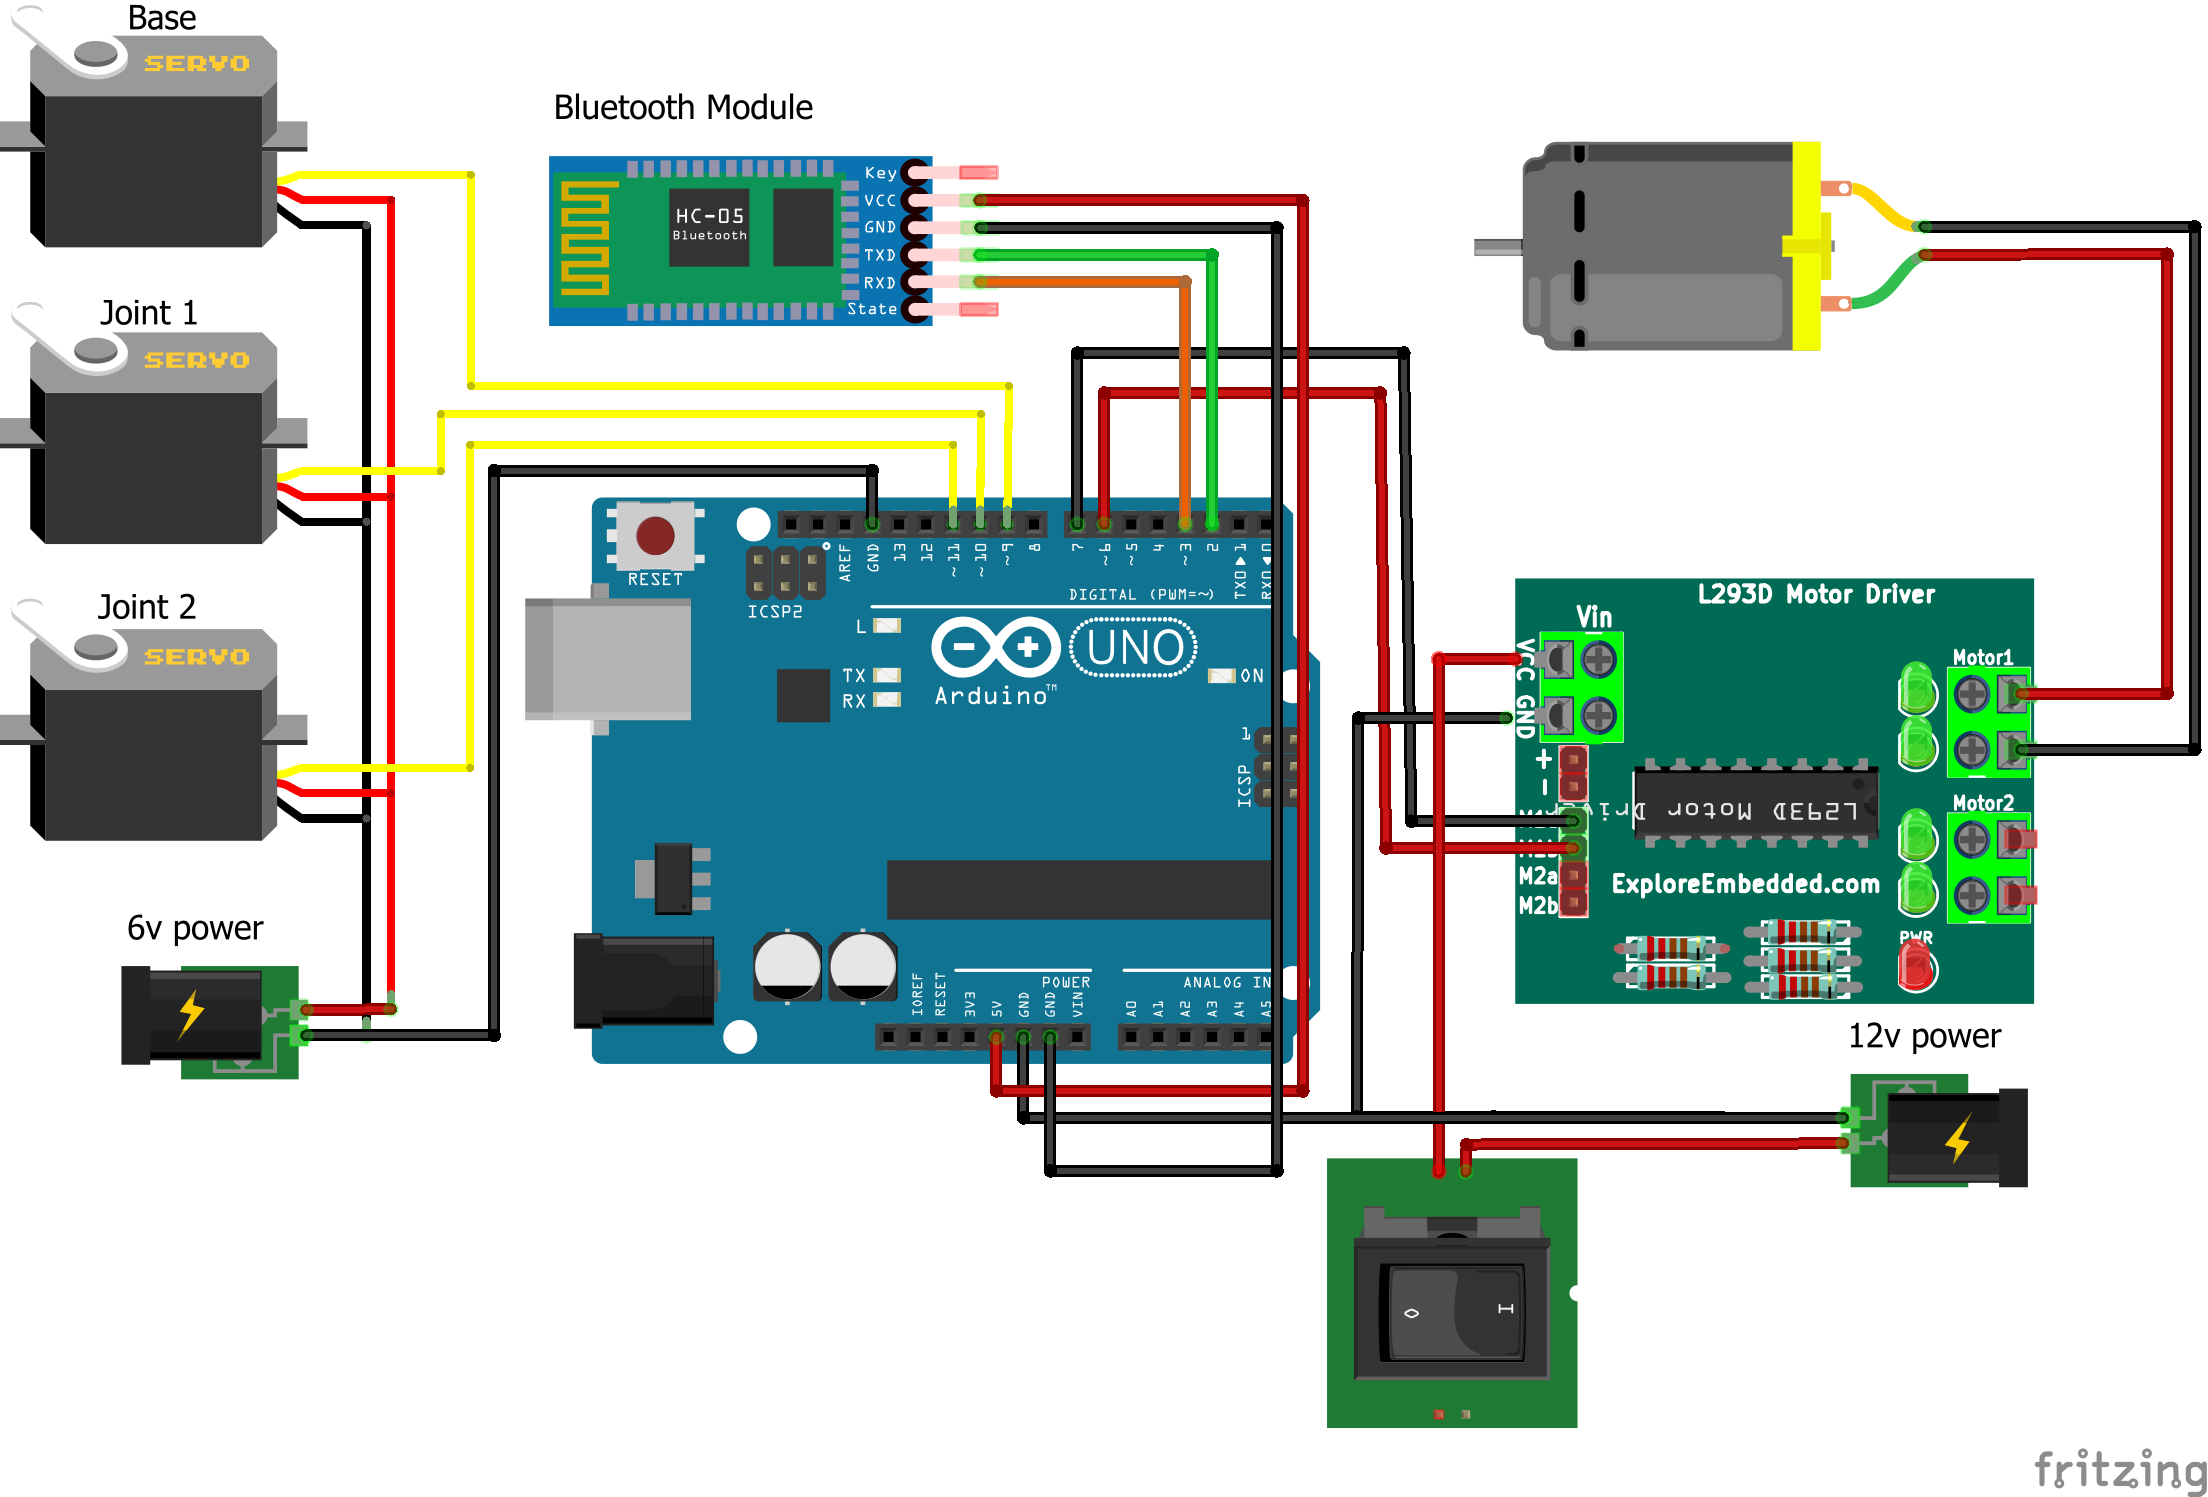 Base
SERVO
Bluetooth Module
Key
VCC
GND
TXD
RXD
State
HC-05
Bluetooth
Joint 1
SERVO
Joint 2
SERVO
6v power
RESET
ICSP2
AREF
GND
13
12
~11
~10
~9
8
7
~6
~5
4
~3
2
TX0▶1
RX0◀0
DIGITAL (PWM=~)
L
TX
RX
UNO
Arduino™
ON
1
ICSP
IOREF
RESET
3V3
5V
GND
GND
VIN
POWER
A0
A1
A2
A3
A4
A5
ANALOG IN
L293D Motor Driver
Vin
VCC
GND
+
-
M2a
M2b
Motor1
Motor2
L293D Motor Driver
ExploreEmbedded.com
PWR
12v power
O
I
fritzing